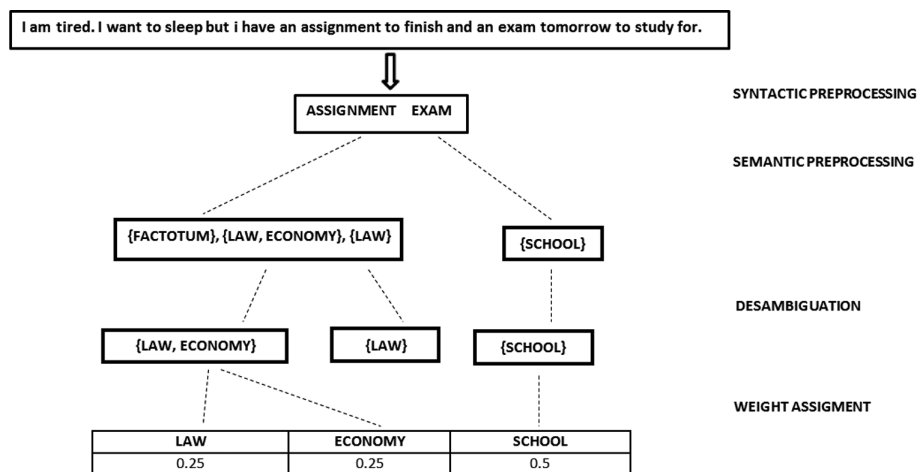 I am tired. I want to sleep but i have an assignment to finish and an exam tomorrow to study for.
SYNTACTIC PREPROCESSING
ASSIGNMENT EXAM
SEMANTIC PREPROCESSING
{FACTOTUM}, {LAW, ECONOMY}, {LAW}
{SCHOOL}
DESAMBIGUATION
{LAW, ECONOMY}
{LAW}
{SCHOOL}
WEIGHT ASSIGMENT
LAW ECONOMY SCHOOL
0.25 0.25 0.5